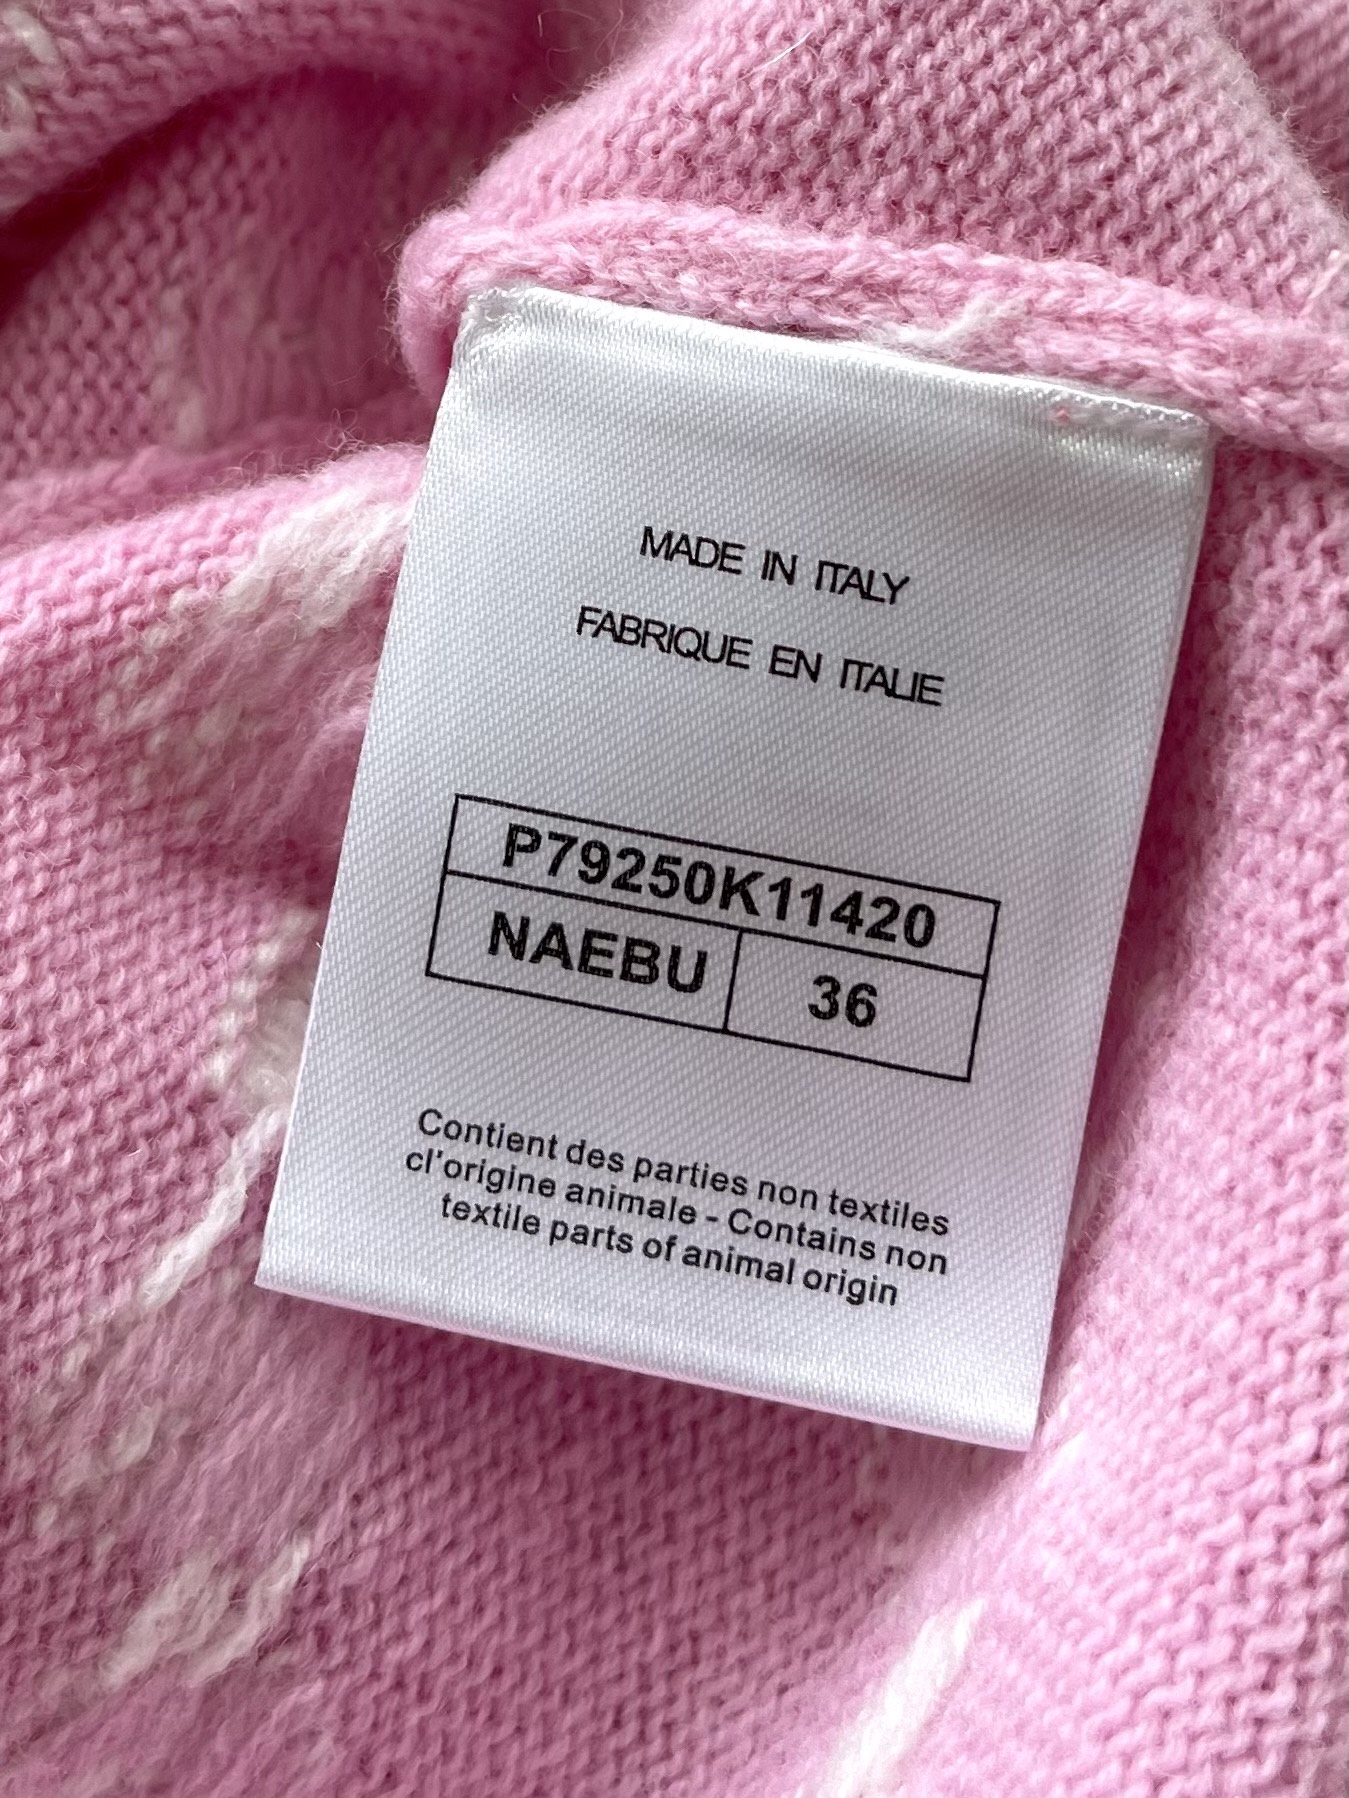 MADE IN ITALY
FABRIQUE EN ITALIE
P79250K11420
NAEBU 36
Contient des parties non textiles
cl'origine animale - Contains non
textile parts of animal origin